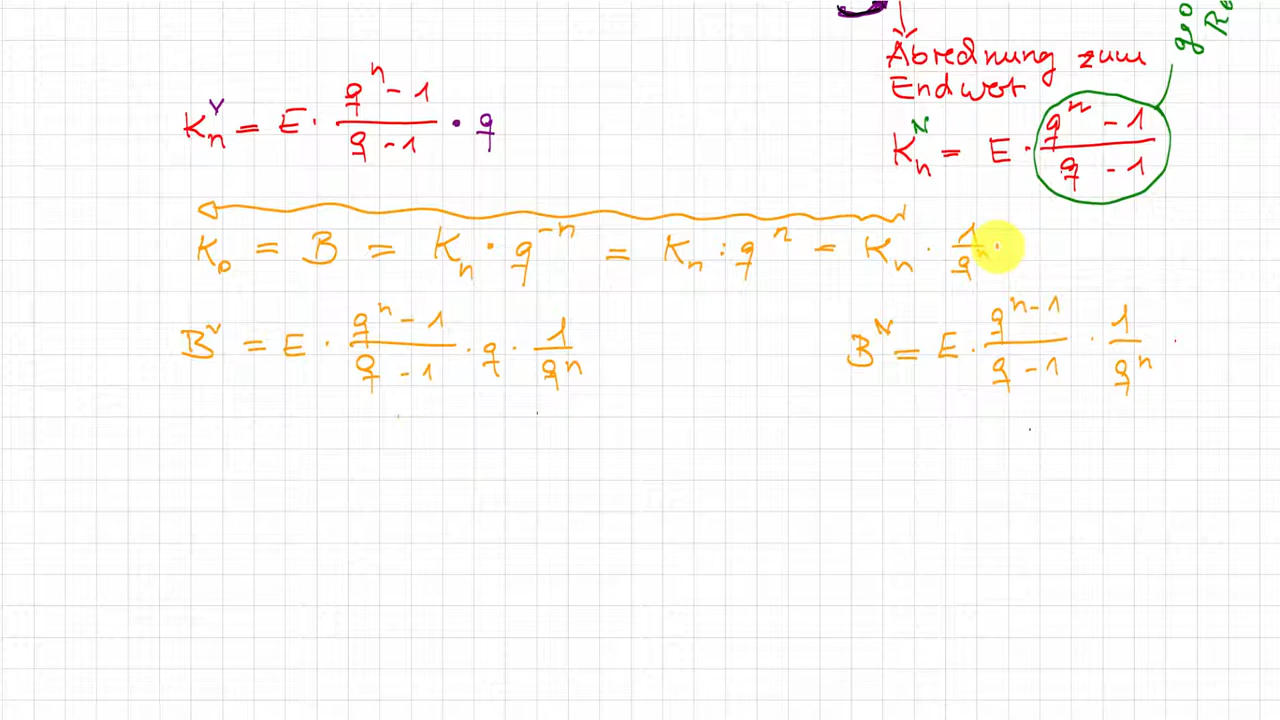 Abrechnung zum
Endwert
K_n^V = E · (q^n - 1)/(q - 1) · q
K_n^N = E · (q^n - 1)/(q - 1)
K_0 = B = K_n · q^{-n} = K_n : q^n = K_n · 1/q^n
B^V = E · (q^n - 1)/(q - 1) · q · 1/q^n
B^N = E · (q^{n-1})/(q - 1) · 1/q^n